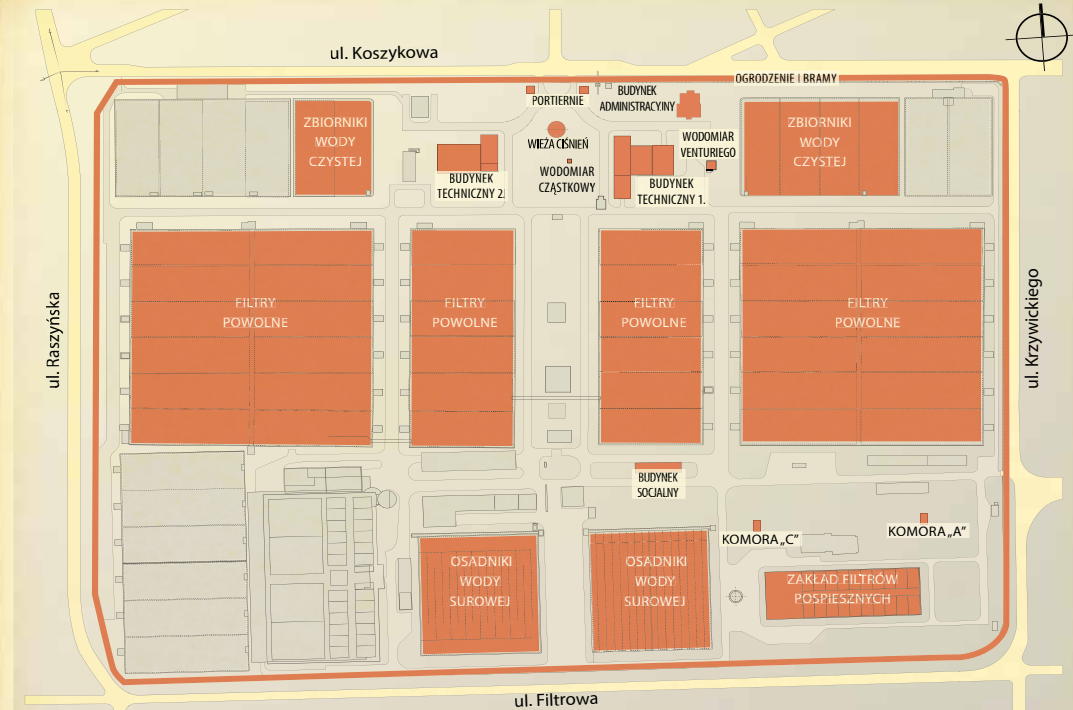 ul. Koszykowa
OGRODZENIE I BRAMY
PORTIERNIE
BUDYNEK
ADMINISTRACYJNY
ZBIORNIKI
WODY
CZYSTEJ
WIEŻA CIŚNIEŃ
WODOMIAR
CZĄSTKOWY
WODOMIAR
VENTURIEGO
ZBIORNIKI
WODY
CZYSTEJ
BUDYNEK
TECHNICZNY 2.
BUDYNEK
TECHNICZNY 1.
ul. Raszyńska
FILTRY
POWOLNE
FILTRY
POWOLNE
FILTRY
POWOLNE
FILTRY
POWOLNE
ul. Krzywickiego
BUDYNEK
SOCJALNY
KOMORA „C”
KOMORA „A”
OSADNIKI
WODY
SUROWEJ
OSADNIKI
WODY
SUROWEJ
ZAKŁAD FILTRÓW
POSPIESZNYCH
ul. Filtrowa